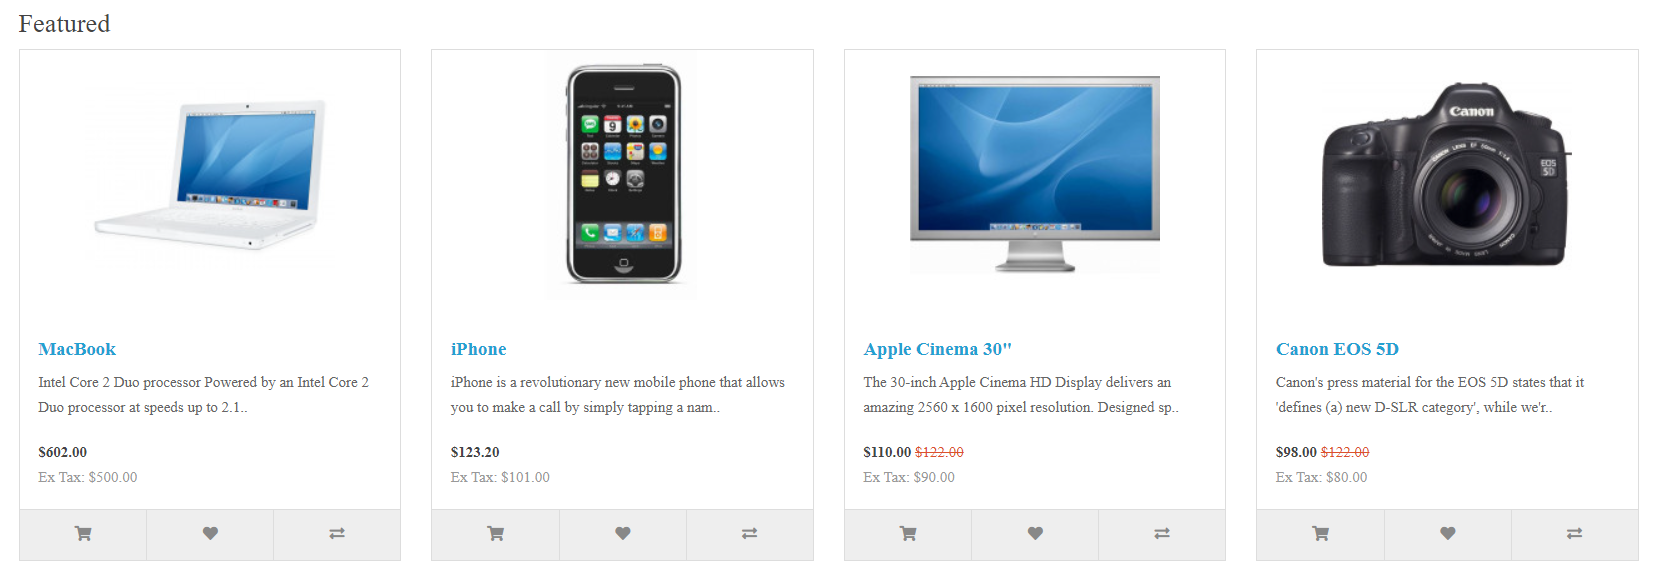 Featured
Canon
EOS
5D
MacBook
Intel Core 2 Duo processor Powered by an Intel Core 2
Duo processor at speeds up to 2.1..
$602.00
Ex Tax: $500.00
iPhone
iPhone is a revolutionary new mobile phone that allows
you to make a call by simply tapping a nam..
$123.20
Ex Tax: $101.00
Apple Cinema 30"
The 30-inch Apple Cinema HD Display delivers an
amazing 2560 x 1600 pixel resolution. Designed sp..
$110.00 $122.00
Ex Tax: $90.00
Canon EOS 5D
Canon's press material for the EOS 5D states that it
'defines (a) new D-SLR category', while we'r..
$98.00 $122.00
Ex Tax: $80.00